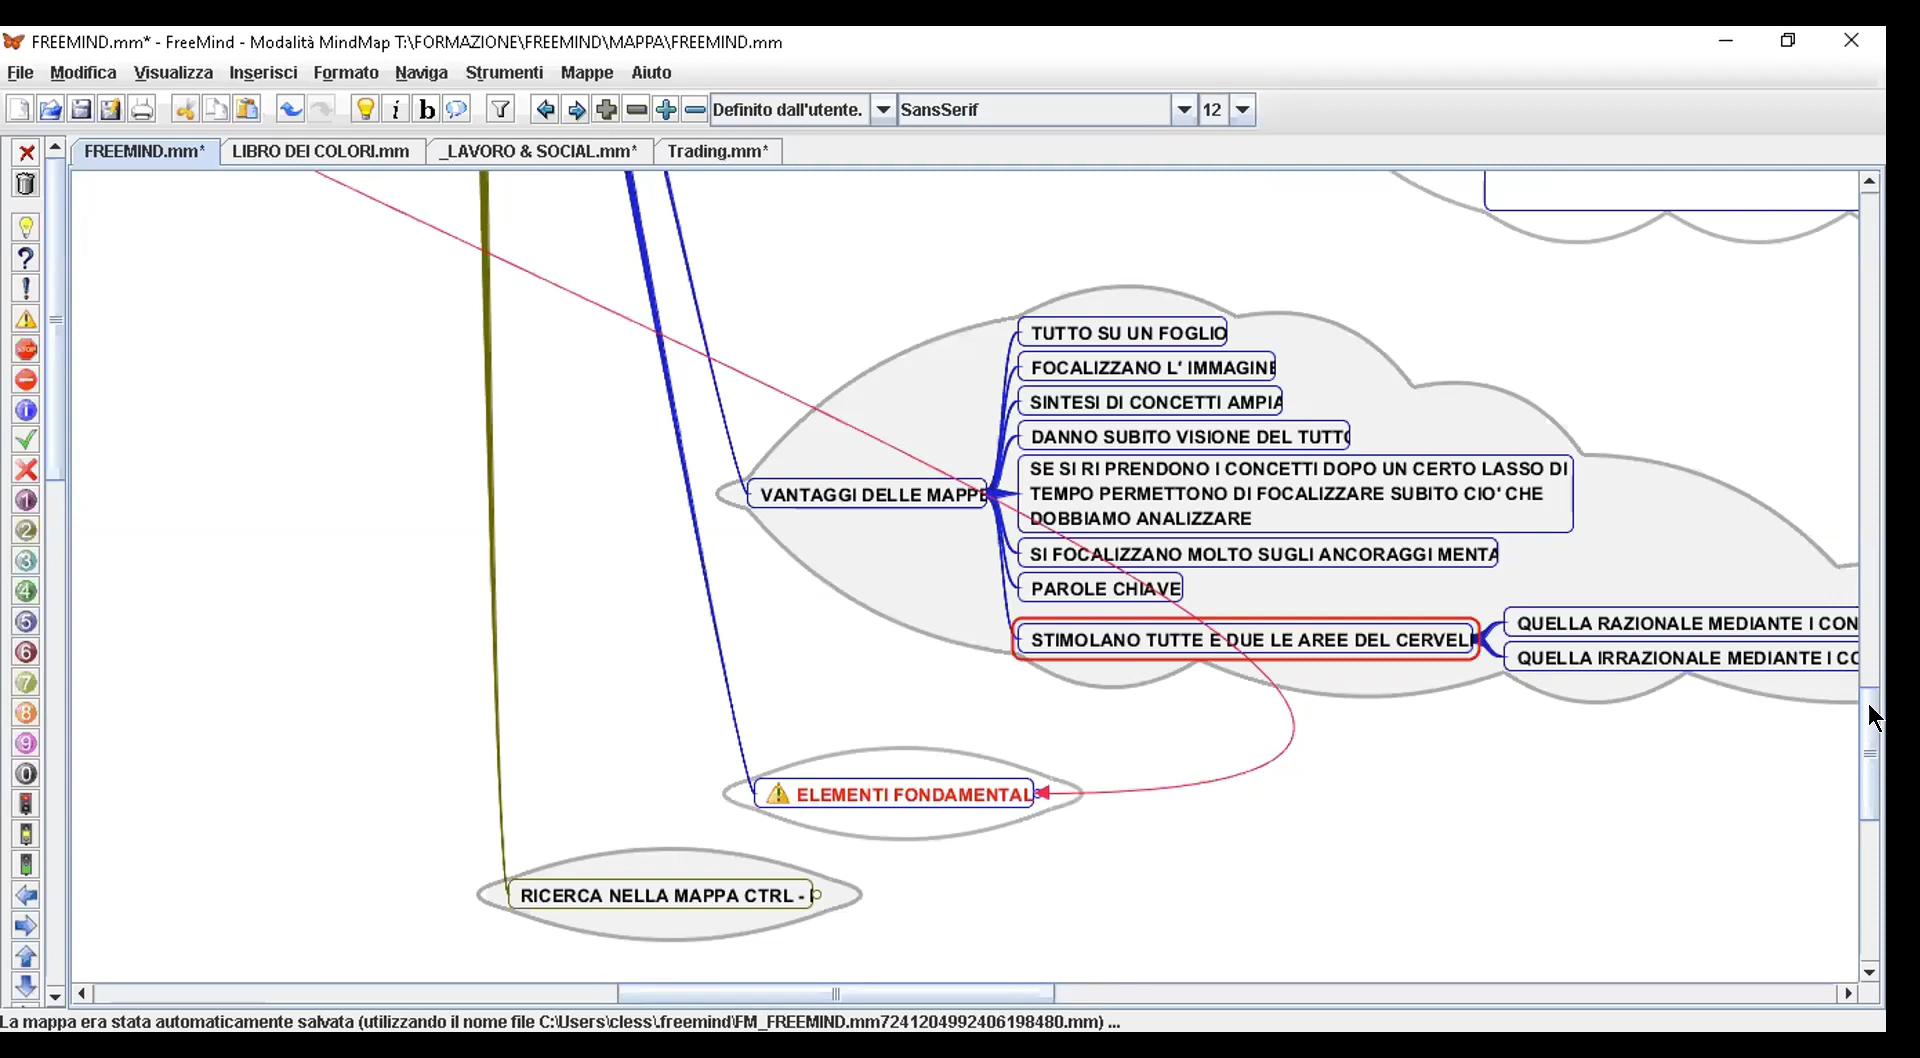 FREEMIND.mm* - FreeMind - Modalità MindMap T:\FORMAZIONE\FREEMIND\MAPPA\FREEMIND.mm
File Modifica Visualizza Inserisci Formato Naviga Strumenti Mappe Aiuto
Definito dall'utente. SansSerif 12
FREEMIND.mm* LIBRO DEI COLORI.mm _LAVORO & SOCIAL.mm* Trading.mm*
TUTTO SU UN FOGLIO
FOCALIZZANO L' IMMAGINE
SINTESI DI CONCETTI AMPIA
DANNO SUBITO VISIONE DEL TUTTO
VANTAGGI DELLE MAPPE
SE SI RI PRENDONO I CONCETTI DOPO UN CERTO LASSO DI
TEMPO PERMETTONO DI FOCALIZZARE SUBITO CIO' CHE
DOBBIAMO ANALIZZARE
SI FOCALIZZANO MOLTO SUGLI ANCORAGGI MENTA
PAROLE CHIAVE
STIMOLANO TUTTE E DUE LE AREE DEL CERVEL
QUELLA RAZIONALE MEDIANTE I CON
QUELLA IRRAZIONALE MEDIANTE I CO
ELEMENTI FONDAMENTAL
RICERCA NELLA MAPPA CTRL -
La mappa era stata automaticamente salvata (utilizzando il nome file C:\Users\cless\.freemind\FM_FREEMIND.mm7241204992406198480.mm) ...